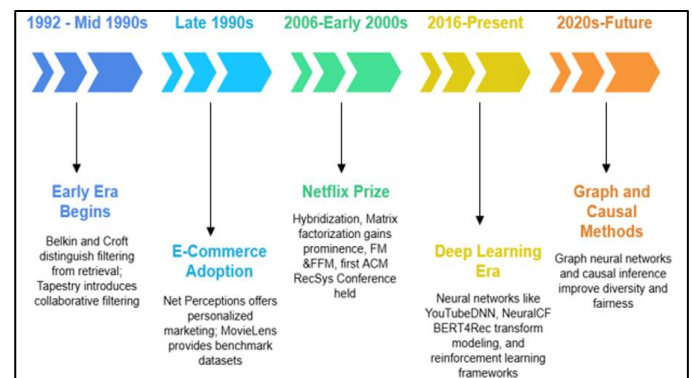 1992 - Mid 1990s
Late 1990s
2006-Early 2000s
2016-Present
2020s-Future
Early Era
Begins
Belkin and Croft
distinguish filtering
from retrieval;
Tapestry introduces
collaborative filtering
E-Commerce
Adoption
Net Perceptions offers
personalized
marketing; MovieLens
provides benchmark
datasets
Netflix Prize
Hybridization, Matrix
factorization gains
prominence, FM
&FFM, first ACM
RecSys Conference
held
Deep Learning
Era
Neural networks like
YouTubeDNN, NeuralCF
BERT4Rec transform
modeling, and
reinforcement learning
frameworks
Graph and
Causal
Methods
Graph neural networks
and causal inference
improve diversity and
fairness